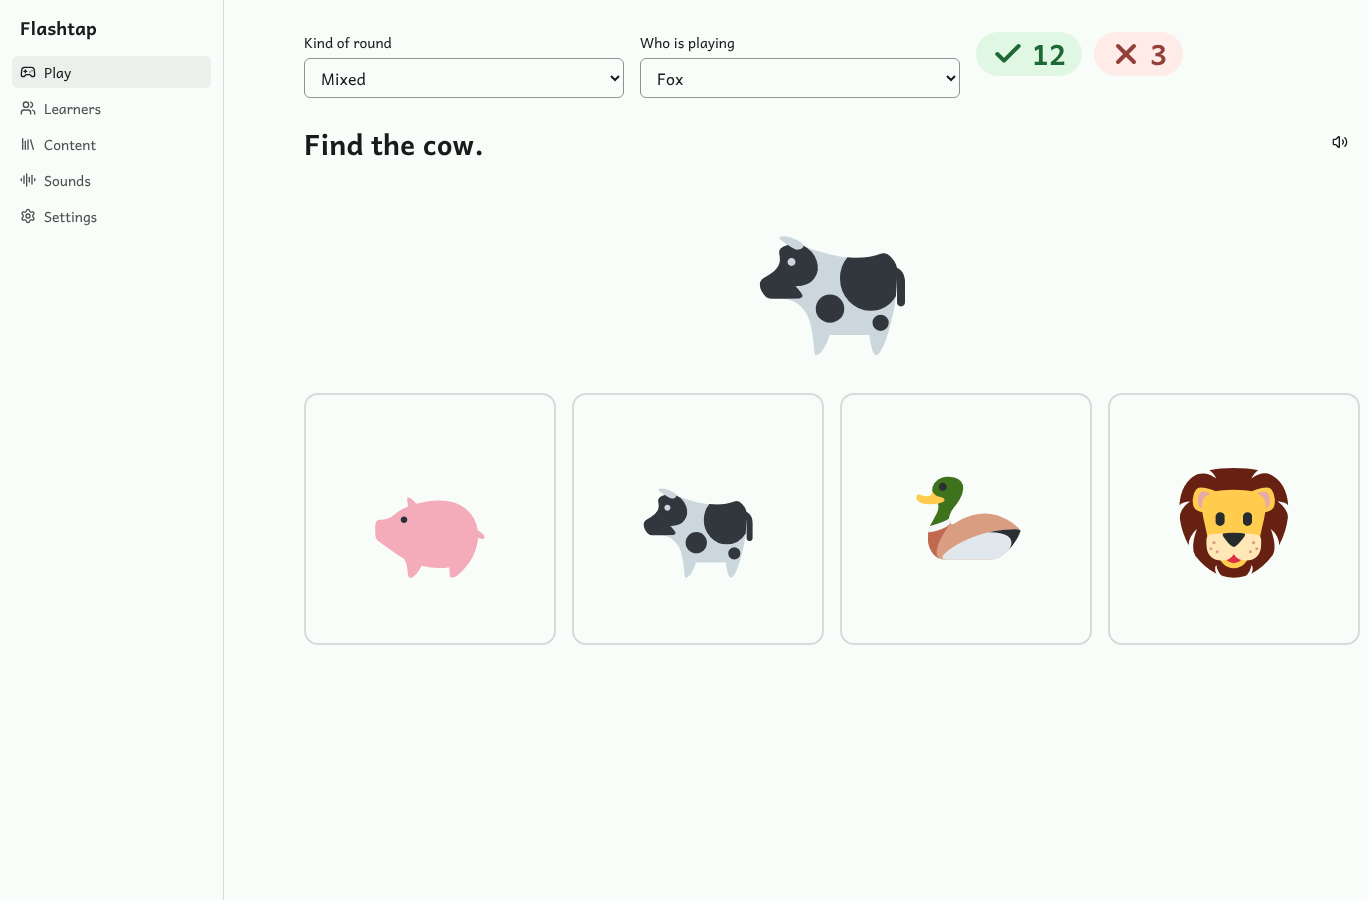 Flashtap
Play
Learners
Content
Sounds
Settings
Kind of round
Mixed
Who is playing
Fox
12
3
Find the cow.